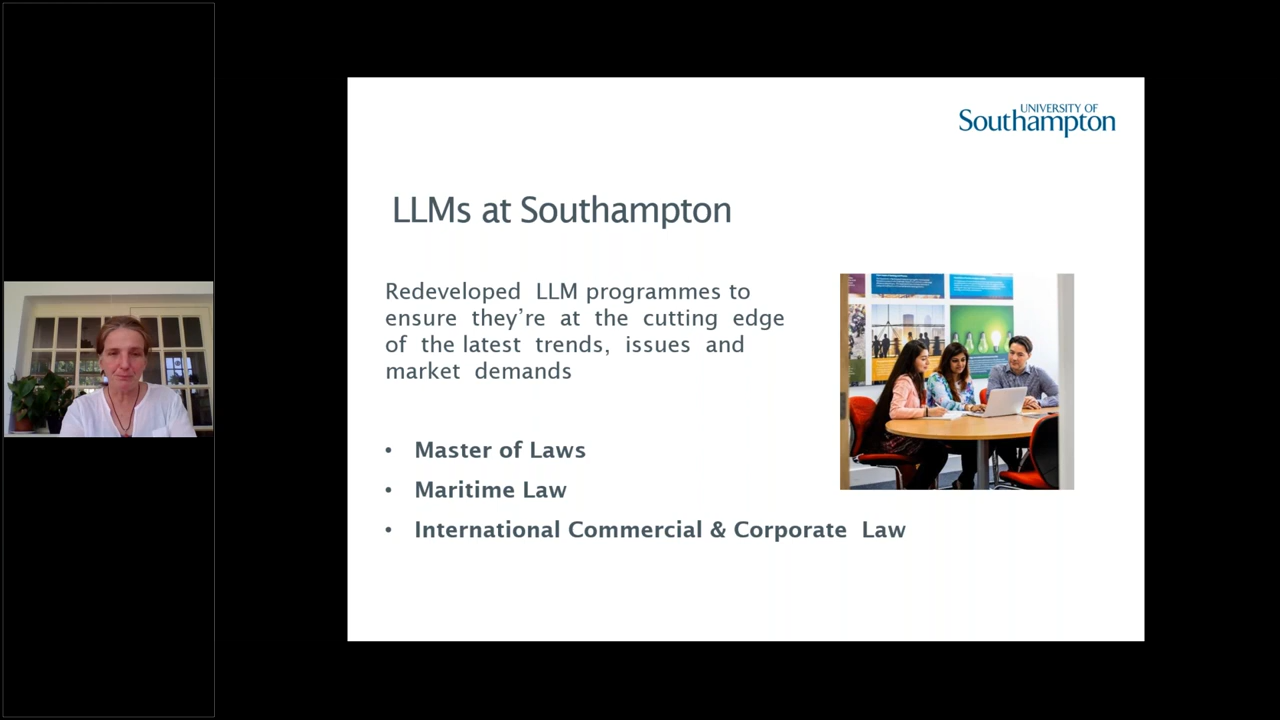 UNIVERSITY OF
Southampton
LLMs at Southampton
Redeveloped LLM programmes to
ensure they’re at the cutting edge
of the latest trends, issues and
market demands
• Master of Laws
• Maritime Law
• International Commercial & Corporate Law